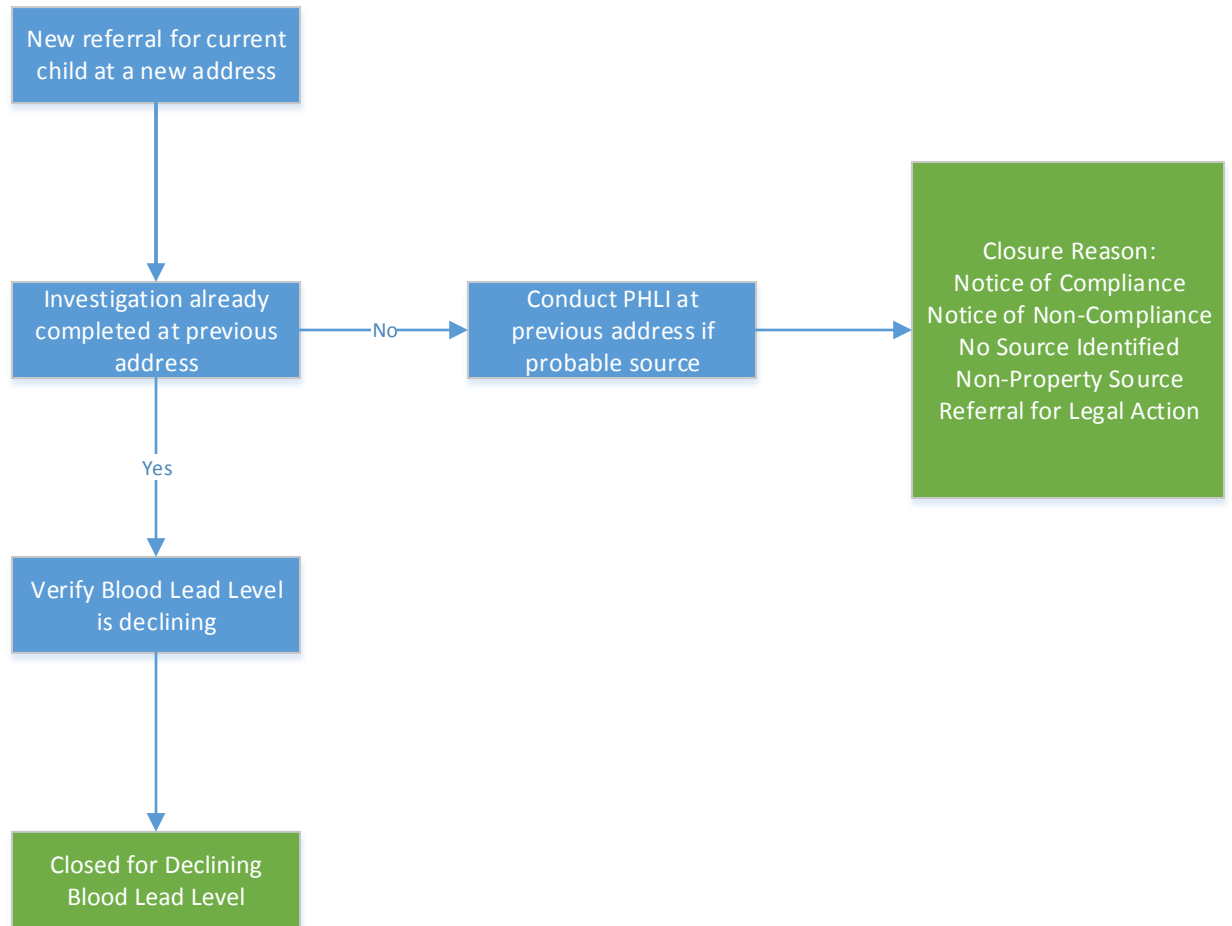 New referral for current
child at a new address
Investigation already
completed at previous
address
No
Conduct PHLI at
previous address if
probable source
Closure Reason:
Notice of Compliance
Notice of Non-Compliance
No Source Identified
Non-Property Source
Referral for Legal Action
Yes
Verify Blood Lead Level
is declining
Closed for Declining
Blood Lead Level